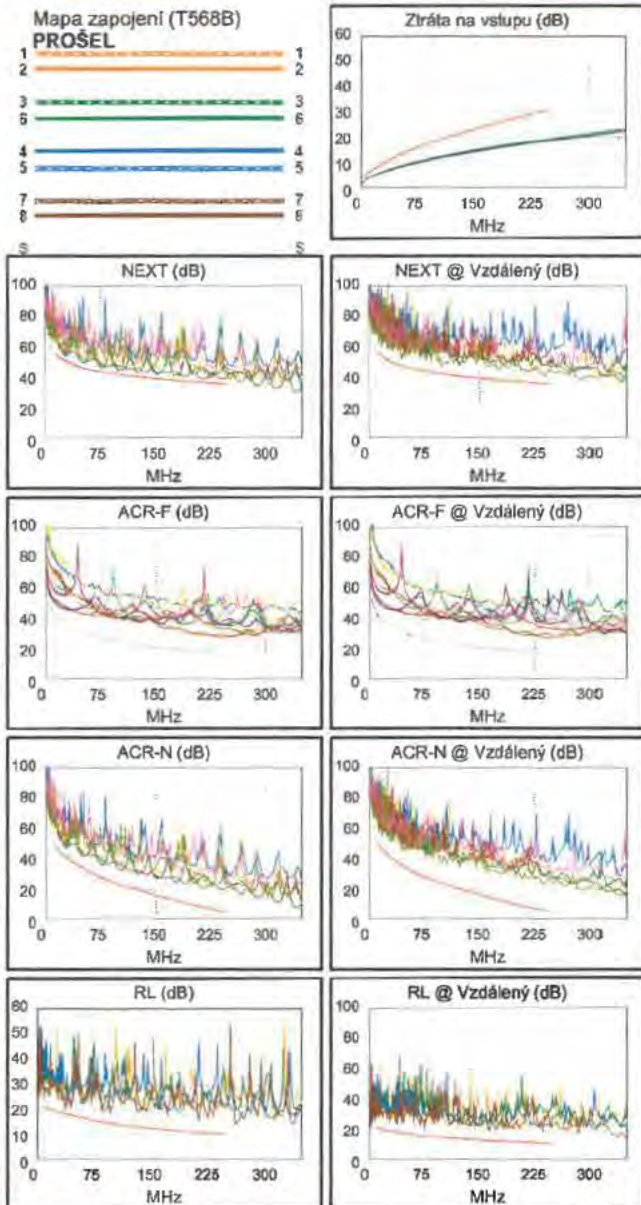 Mapa zapojení (T568B)
PROŠEL
1 1
2 2
3 3
6 6
4 4
5 5
7 7
8 8
S S
Ztráta na vstupu (dB)
60
50
40
30
20
10
0
0 75 150 225 300
MHz
NEXT (dB)
100
80
60
40
20
0
0 75 150 225 300
MHz
NEXT @ Vzdálený (dB)
100
80
60
40
20
0
0 75 150 225 300
MHz
ACR-F (dB)
100
80
60
40
20
0
0 75 150 225 300
MHz
ACR-F @ Vzdálený (dB)
100
80
60
40
20
0
0 75 150 225 300
MHz
ACR-N (dB)
100
80
60
40
20
0
0 75 150 225 300
MHz
ACR-N @ Vzdálený (dB)
100
80
60
40
20
0
0 75 150 225 300
MHz
RL (dB)
60
50
40
30
20
10
0
0 75 150 225 300
MHz
RL @ Vzdálený (dB)
100
80
60
40
20
0
0 75 150 225 300
MHz